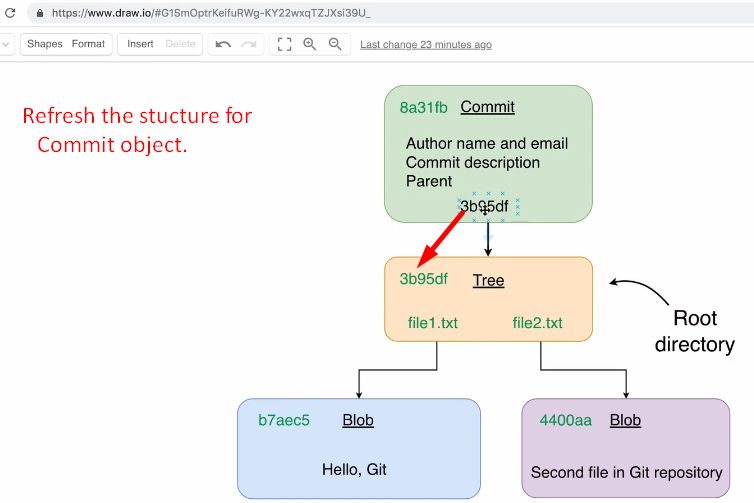 https://www.draw.io/#G1SmOptrKeifuRWg-KY22wxqTZJXsi39U_
Shapes Format Insert Delete Last change 23 minutes ago
Refresh the stucture for
Commit object.
8a31fb Commit
Author name and email
Commit description
Parent
3b95df
3b95df Tree
file1.txt file2.txt
Root
directory
b7aec5 Blob
Hello, Git
4400aa Blob
Second file in Git repository